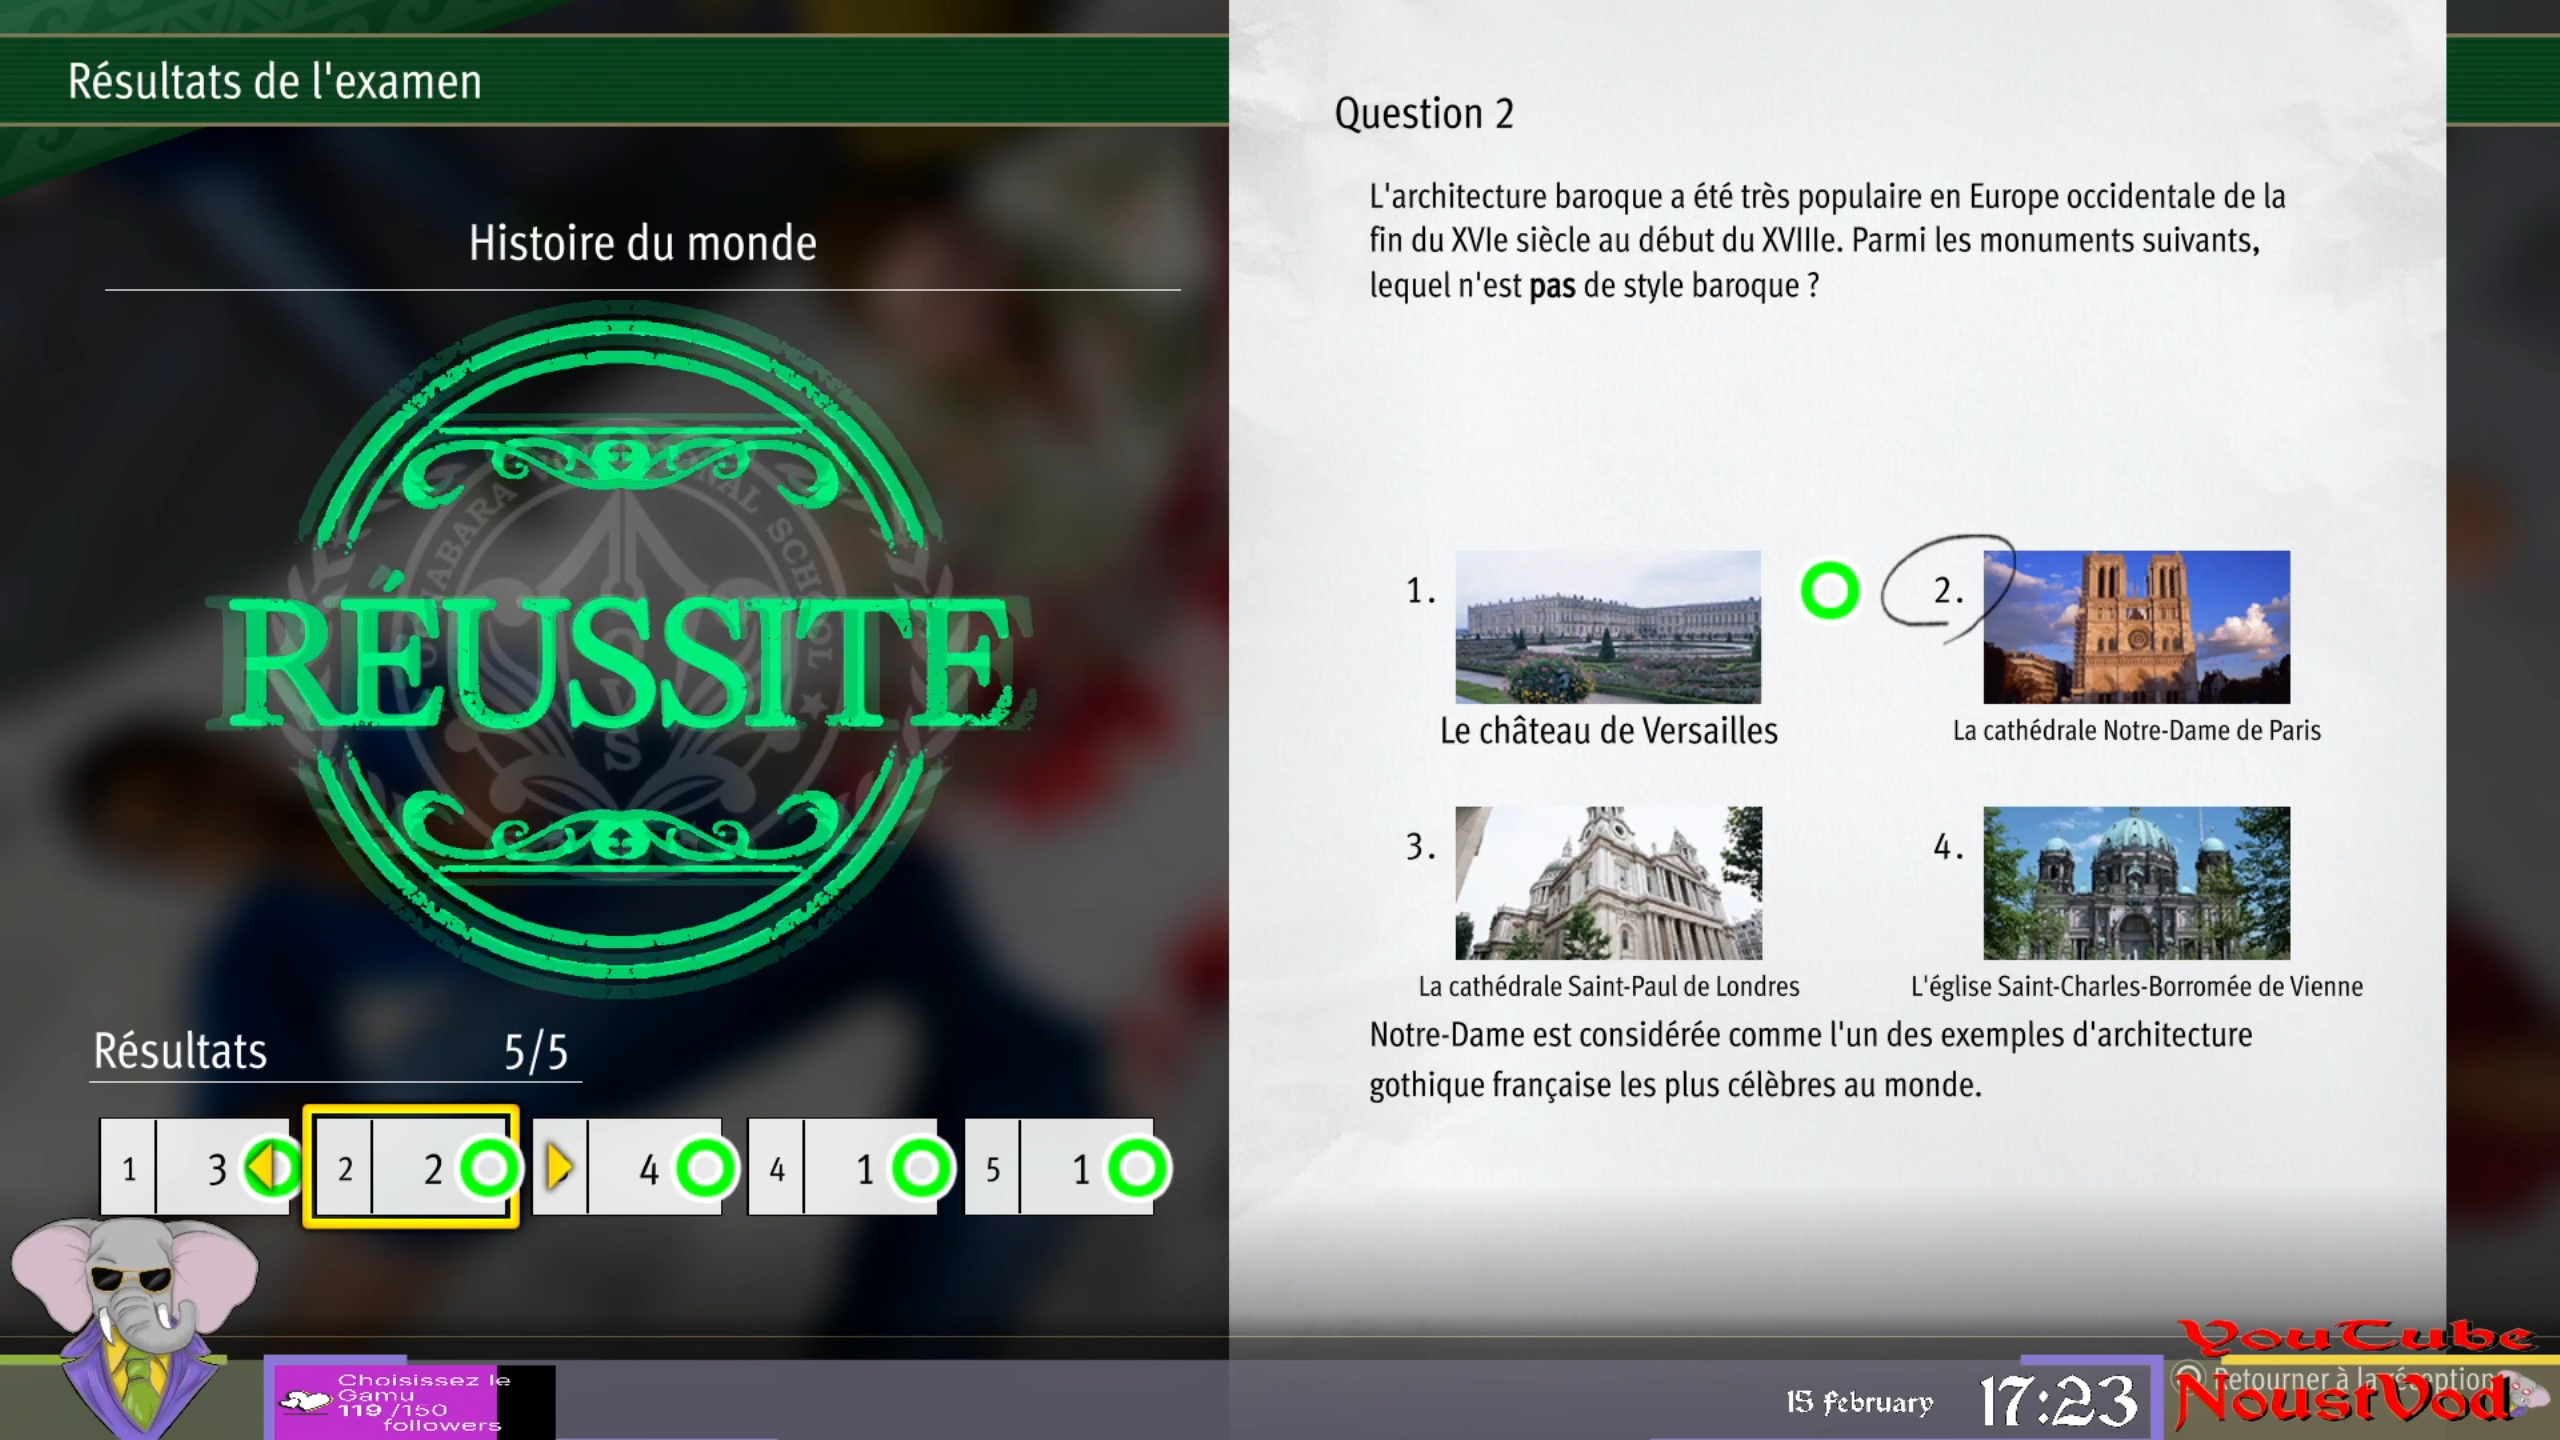 Résultats de l'examen
Histoire du monde
RÉUSSITE
Résultats 5/5
1 3
2 2
4
4 1
5 1
Question 2
L'architecture baroque a été très populaire en Europe occidentale de la
fin du XVIe siècle au début du XVIIIe. Parmi les monuments suivants,
lequel n'est pas de style baroque ?
1.
2.
Le château de Versailles
La cathédrale Notre-Dame de Paris
3.
4.
La cathédrale Saint-Paul de Londres
L'église Saint-Charles-Borromée de Vienne
Notre-Dame est considérée comme l'un des exemples d'architecture
gothique française les plus célèbres au monde.
Choisissez le
Gamu
119 /150
followers
15 february 17:23
YouTube
Retourner à la réception
NoustVod